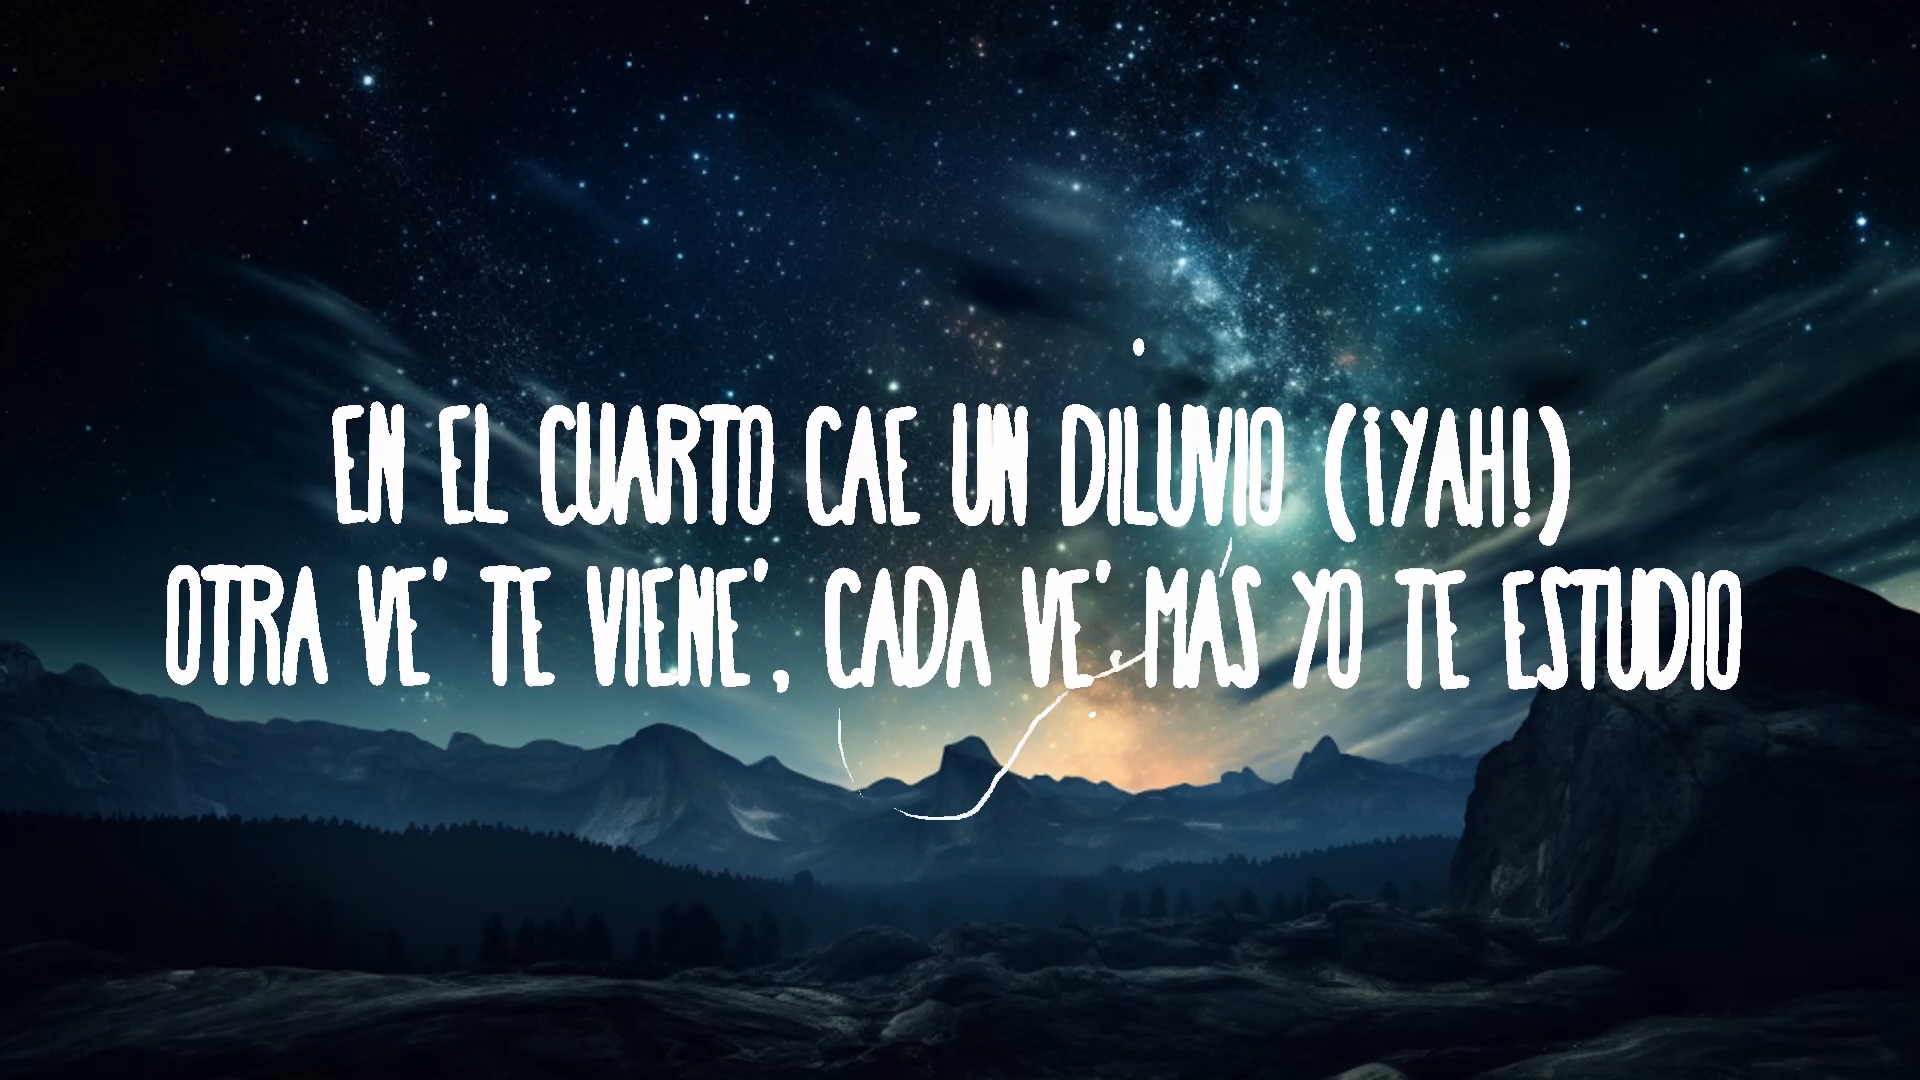 EN EL CUARTO CAE UN DILUVIO (¡YAH!)
OTRA VE' TE VIENE', CADA VE' MÁS YO TE ESTUDIO